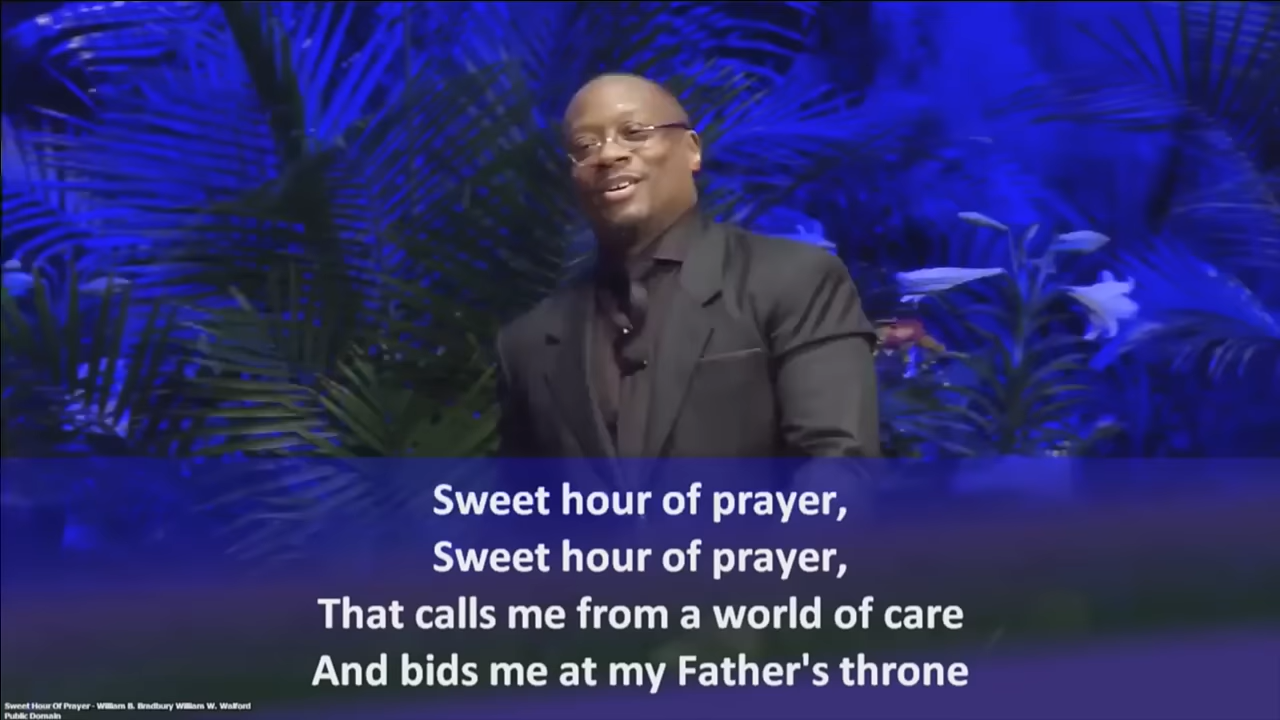 Sweet hour of prayer,
Sweet hour of prayer,
That calls me from a world of care
And bids me at my Father's throne
Sweet Hour Of Prayer - William B. Bradbury William W. Walford
Public Domain